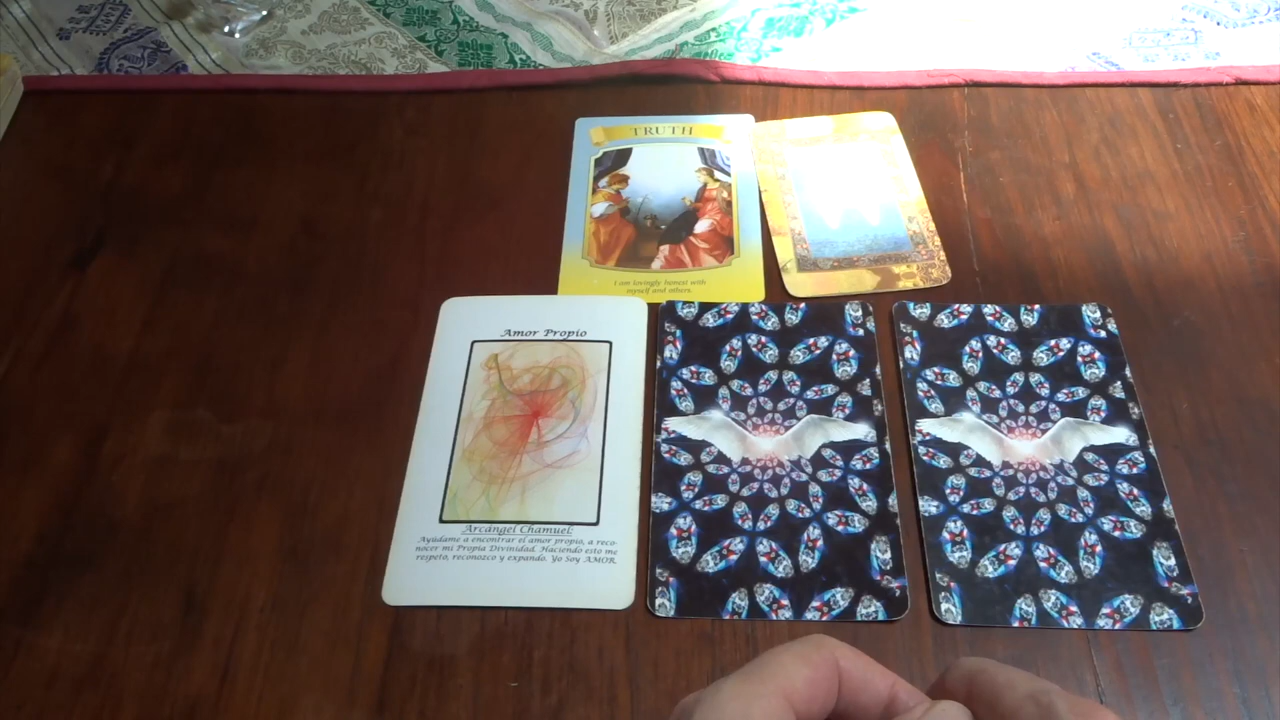 TRUTH
I am lovingly honest with
myself and others.
Amor Propio
Arcángel Chamuel:
Ayúdame a encontrar el amor propio, a reco-
nocer mi Propia Divinidad. Haciendo esto me
respeto, reconozco y expando. Yo Soy AMOR.